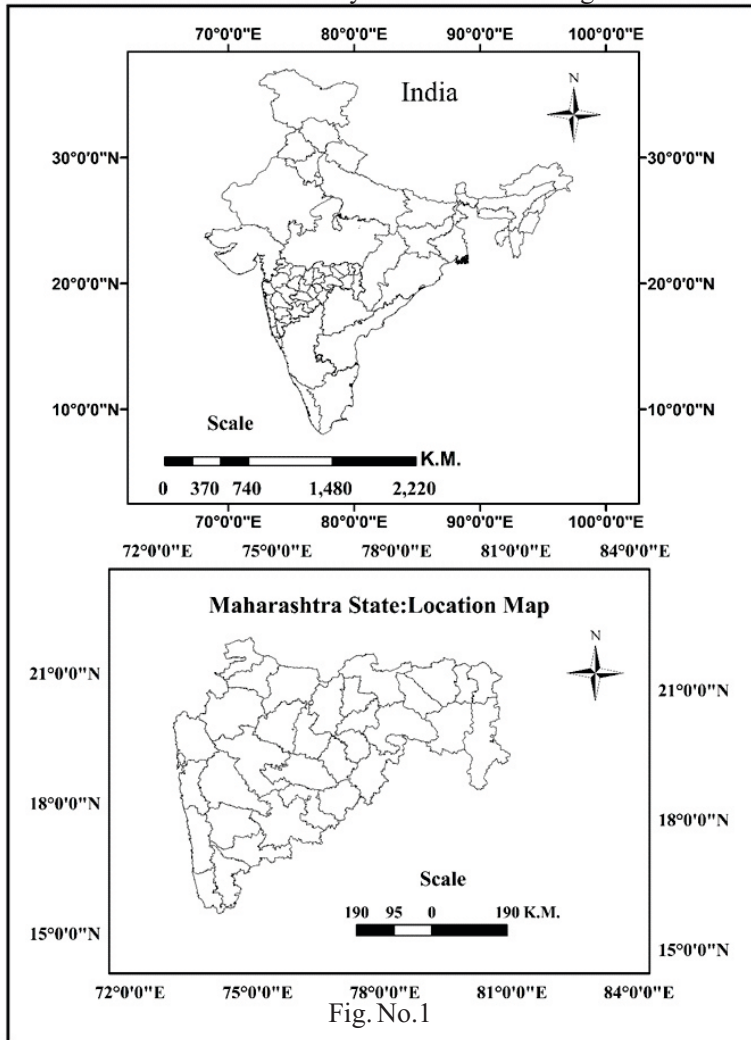 70°0'0"E 80°0'0"E 90°0'0"E 100°0'0"E
India
N
30°0'0"N 30°0'0"N
20°0'0"N 20°0'0"N
10°0'0"N 10°0'0"N
Scale
K.M.
0 370 740 1,480 2,220
70°0'0"E 80°0'0"E 90°0'0"E 100°0'0"E
72°0'0"E 75°0'0"E 78°0'0"E 81°0'0"E 84°0'0"E
Maharashtra State:Location Map
N
21°0'0"N 21°0'0"N
18°0'0"N 18°0'0"N
Scale
190 95 0 190 K.M.
15°0'0"N 15°0'0"N
72°0'0"E 75°0'0"E 78°0'0"E 81°0'0"E 84°0'0"E
Fig. No.1